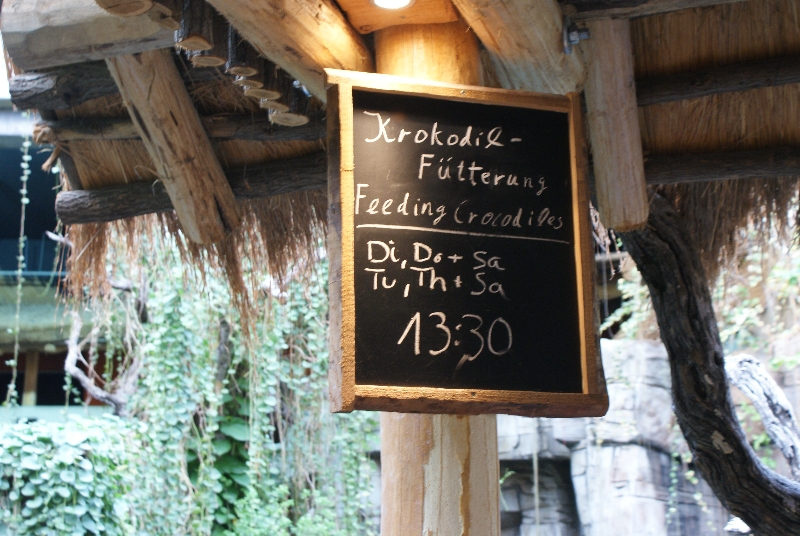 Krokodil-
Fütterung
Feeding Crocodiles
Di, Do + Sa
Tu, Th + Sa
13:30